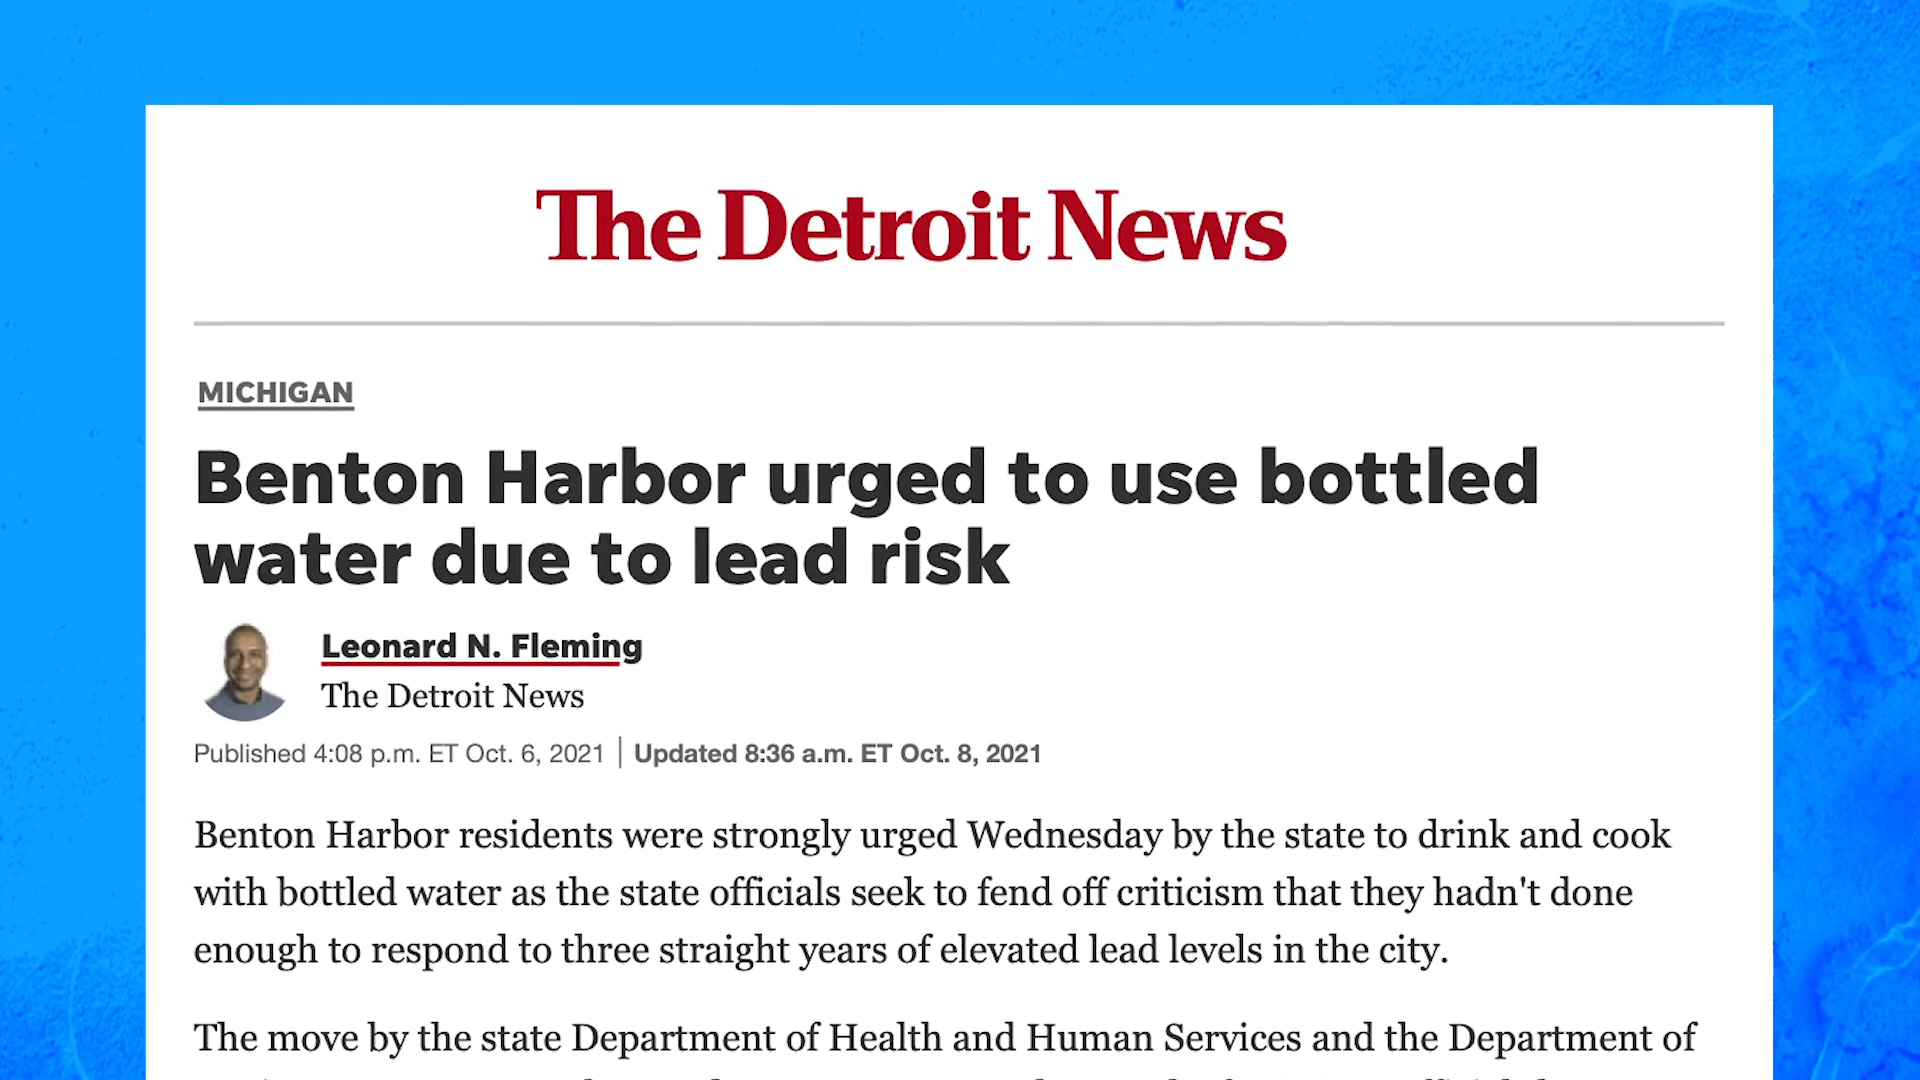 The Detroit News
MICHIGAN
Benton Harbor urged to use bottled
water due to lead risk
Leonard N. Fleming
The Detroit News
Published 4:08 p.m. ET Oct. 6, 2021 | Updated 8:36 a.m. ET Oct. 8, 2021
Benton Harbor residents were strongly urged Wednesday by the state to drink and cook
with bottled water as the state officials seek to fend off criticism that they hadn't done
enough to respond to three straight years of elevated lead levels in the city.
The move by the state Department of Health and Human Services and the Department of